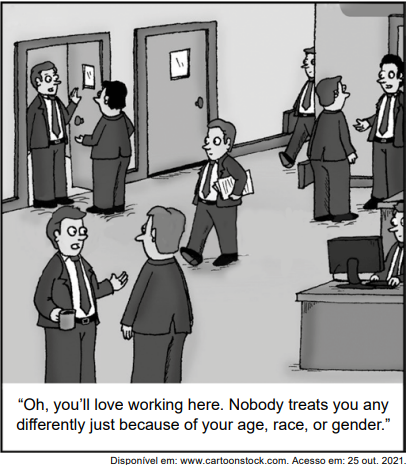 “Oh, you’ll love working here. Nobody treats you any
differently just because of your age, race, or gender.”
Disponível em: www.cartoonstock.com. Acesso em: 25 out. 2021.